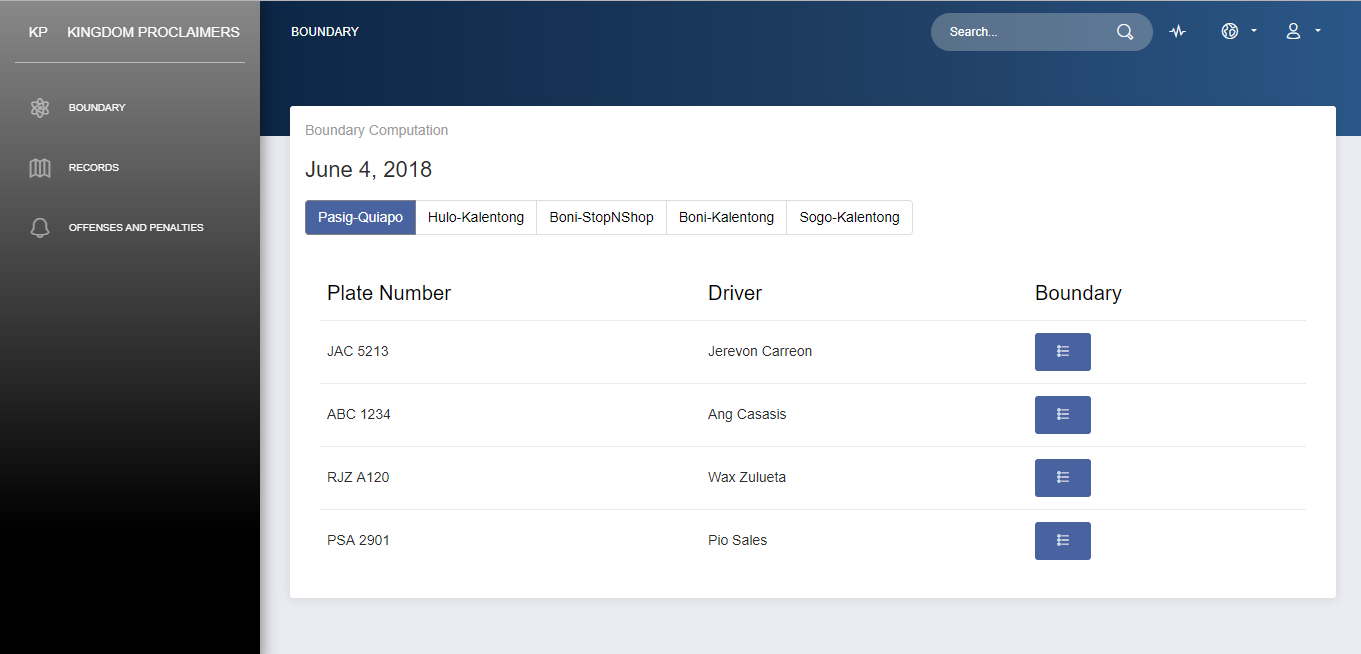 KP KINGDOM PROCLAIMERS
BOUNDARY
RECORDS
OFFENSES AND PENALTIES
BOUNDARY
Search...
Boundary Computation
June 4, 2018
Pasig-Quiapo Hulo-Kalentong Boni-StopNShop Boni-Kalentong Sogo-Kalentong
Plate Number Driver Boundary
JAC 5213 Jerevon Carreon
ABC 1234 Ang Casasis
RJZ A120 Wax Zulueta
PSA 2901 Pio Sales